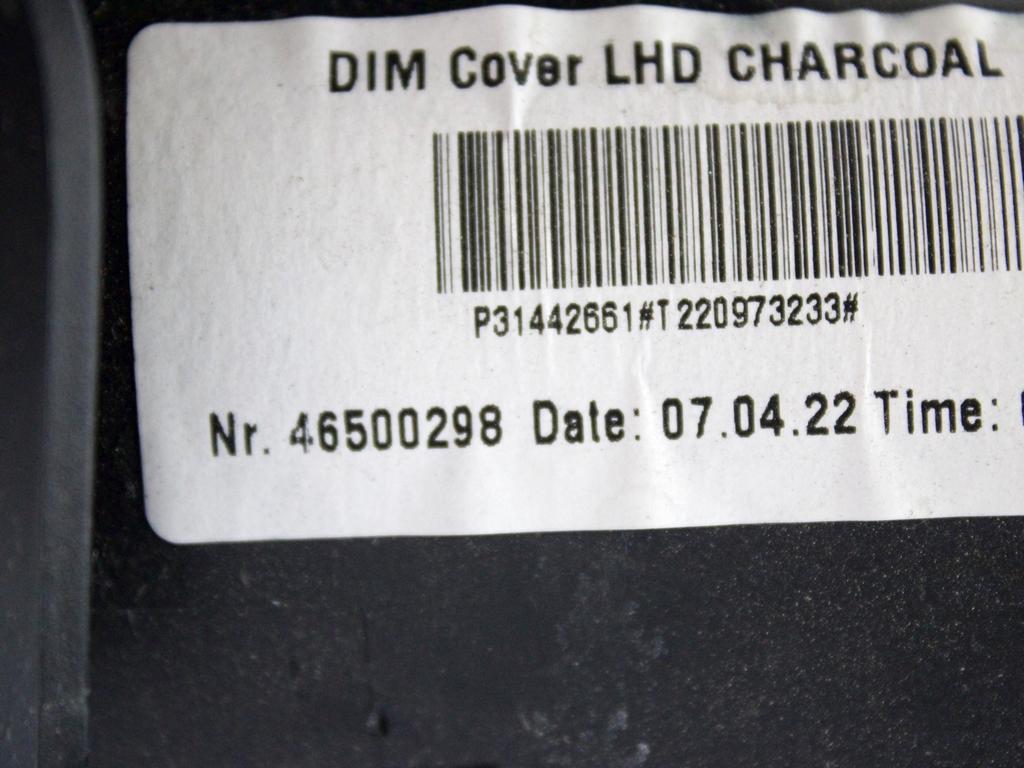 DIM Cover LHD CHARCOAL
P31442661#T220973233#
Nr. 46500298 Date: 07.04.22 Time: